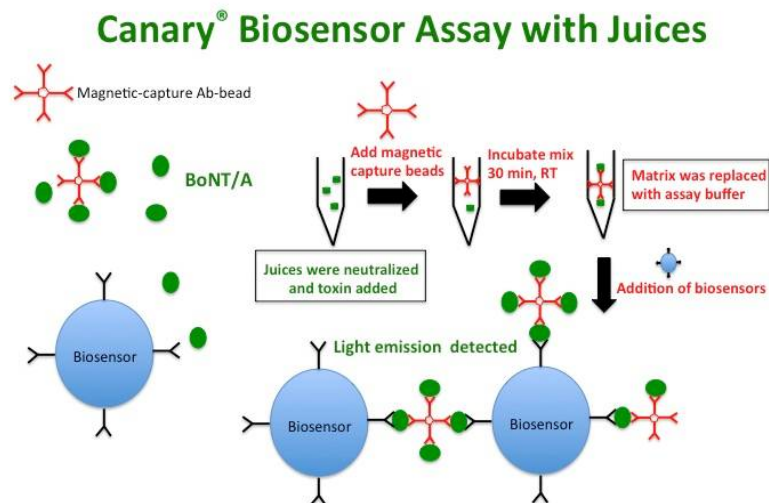 Canary® Biosensor Assay with Juices
Magnetic-capture Ab-bead
BoNT/A
Add magnetic
capture beads
Incubate mix
30 min, RT
Matrix was replaced
with assay buffer
Juices were neutralized
and toxin added
Addition of biosensors
Light emission detected
Biosensor
Biosensor
Biosensor